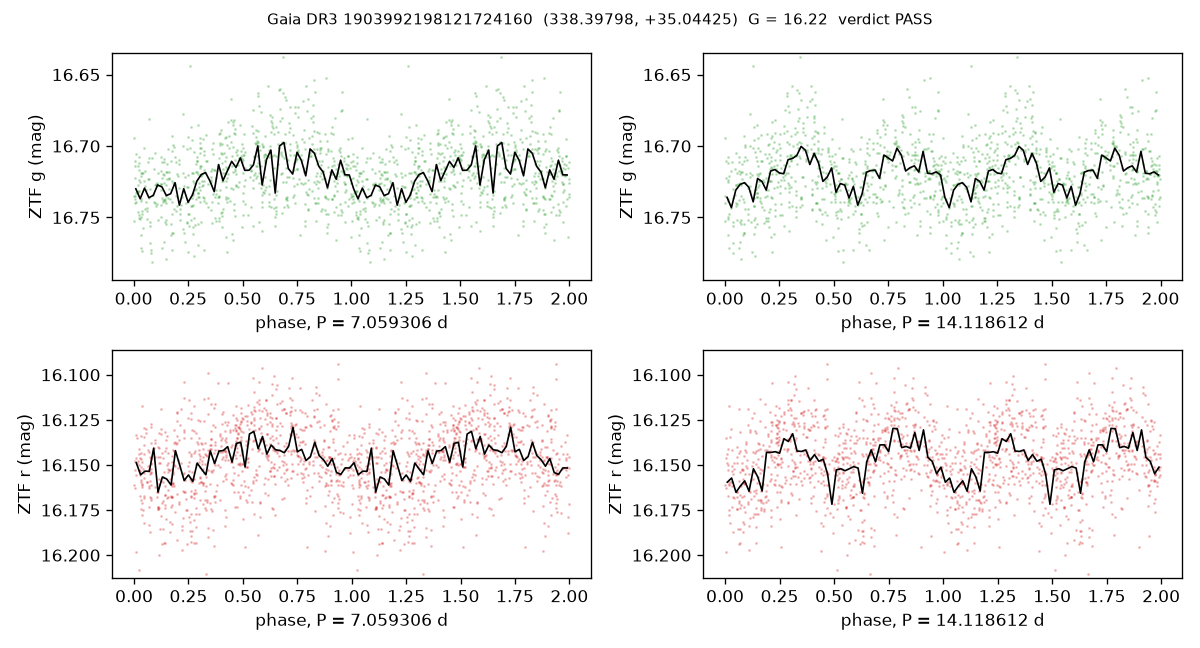 Gaia DR3 1903992198121724160 (338.39798, +35.04425) G = 16.22 verdict PASS
ZTF g (mag)
16.65
16.70
16.75
0.00 0.25 0.50 0.75 1.00 1.25 1.50 1.75 2.00
phase, P = 7.059306 d
ZTF g (mag)
16.65
16.70
16.75
0.00 0.25 0.50 0.75 1.00 1.25 1.50 1.75 2.00
phase, P = 14.118612 d
ZTF r (mag)
16.100
16.125
16.150
16.175
16.200
0.00 0.25 0.50 0.75 1.00 1.25 1.50 1.75 2.00
phase, P = 7.059306 d
ZTF r (mag)
16.100
16.125
16.150
16.175
16.200
0.00 0.25 0.50 0.75 1.00 1.25 1.50 1.75 2.00
phase, P = 14.118612 d